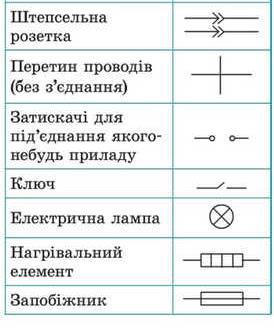 Штепсельна
розетка
Перетин проводів
(без з’єднання)
Затискачі для
під’єднання якого-
небудь приладу
Ключ
Електрична лампа
Нагрівальний
елемент
Запобіжник